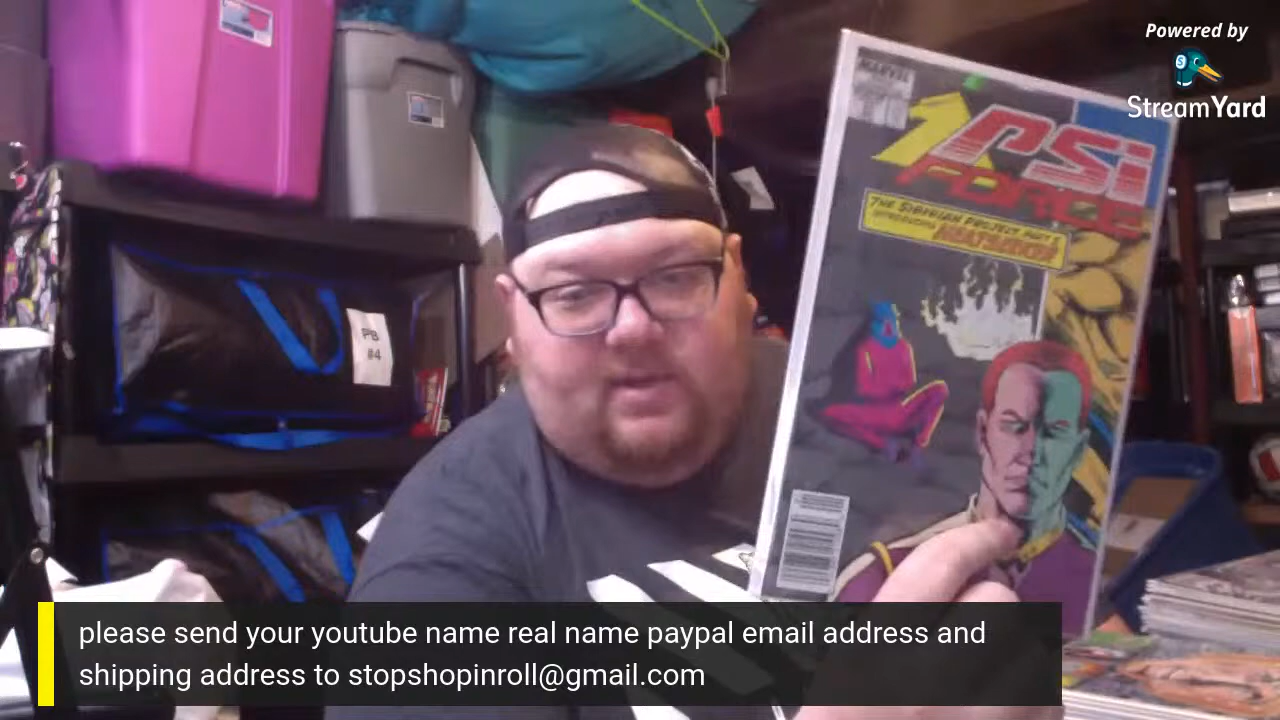 Powered by
StreamYard
MARVEL
PSI
FORCE
THE SIBERIAN PROJECT PART
INTRODUCING
PB
#4
please send your youtube name real name paypal email address and
shipping address to stopshopinroll@gmail.com